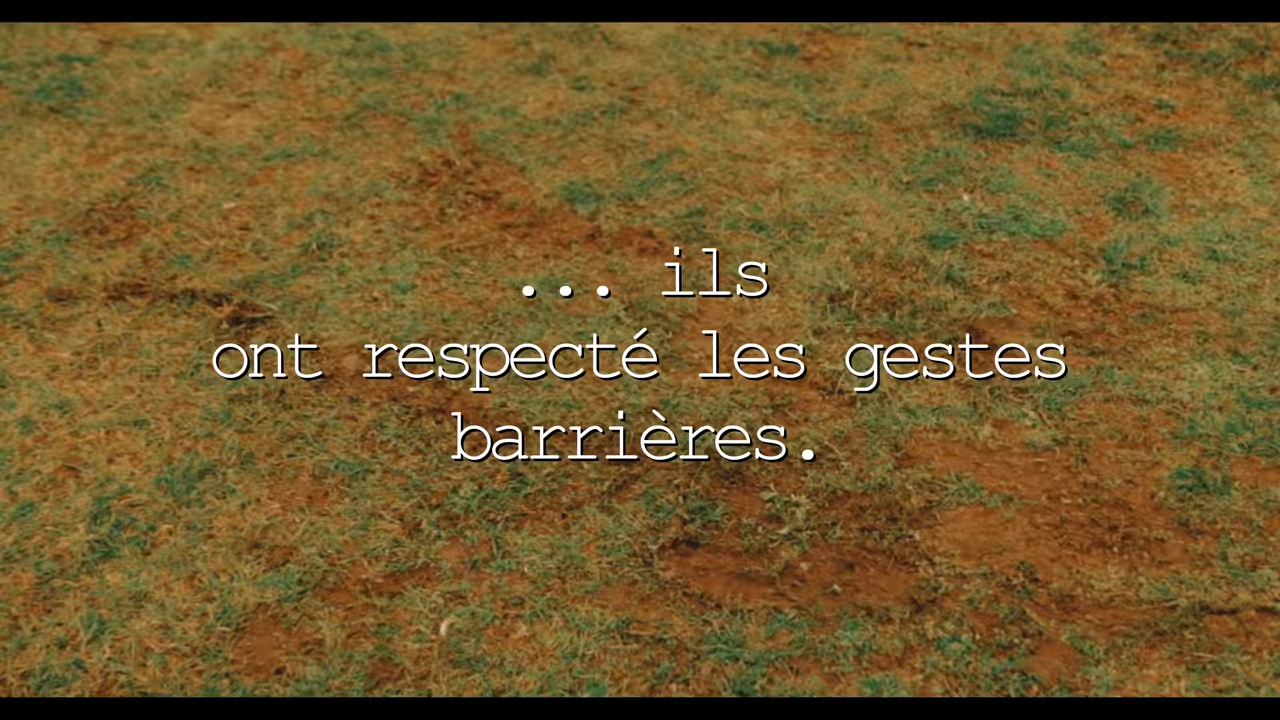 ... ils
ont respecté les gestes
barrières.